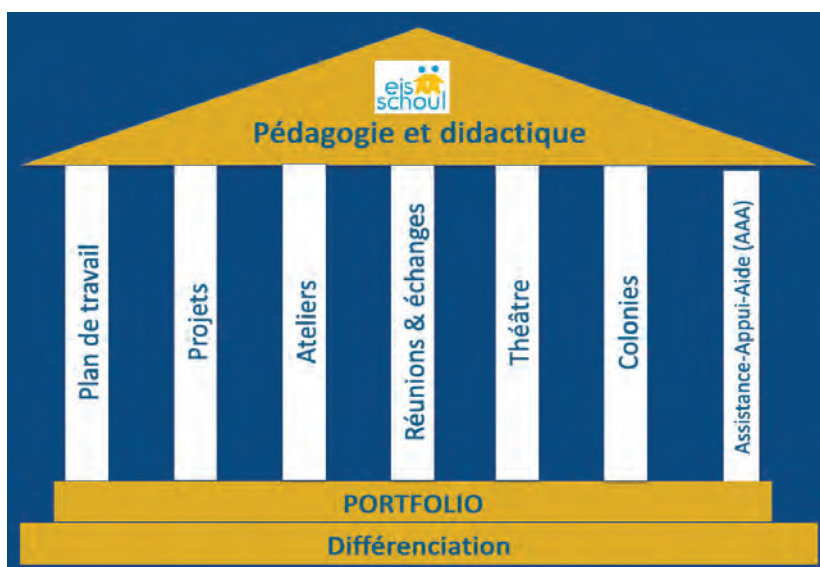 eis
schoul
Pédagogie et didactique
Plan de travail
Projets
Ateliers
Réunions & échanges
Théâtre
Colonies
Assistance-Appui-Aide (AAA)
PORTFOLIO
Différenciation